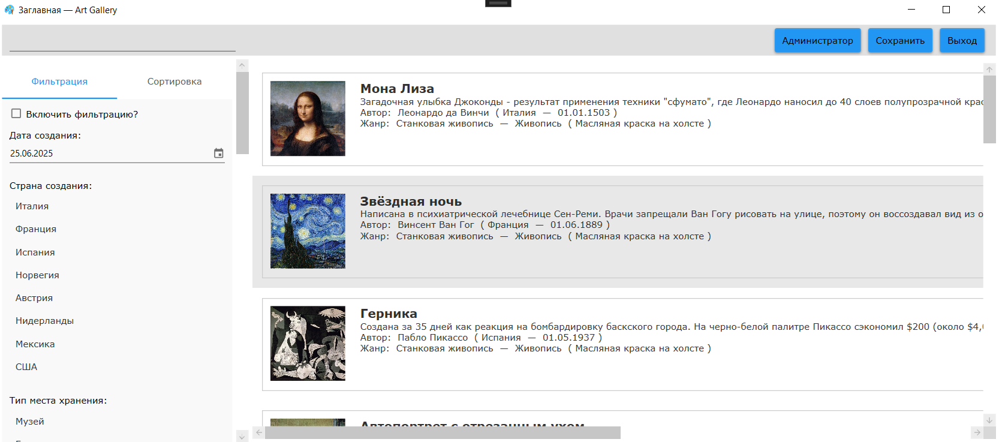 Заглавная — Art Gallery
Администратор
Сохранить
Выход
Фильтрация
Сортировка
Включить фильтрацию?
Дата создания:
25.06.2025
Страна создания:
Италия
Франция
Испания
Норвегия
Австрия
Нидерланды
Мексика
США
Тип места хранения:
Музей
Мона Лиза
Загадочная улыбка Джоконды - результат применения техники "сфумато", где Леонардо наносил до 40 слоев полупрозрачной
Автор: Леонардо да Винчи ( Италия — 01.01.1503 )
Жанр: Станковая живопись — Живопись ( Масляная краска на холсте )
Звёздная ночь
Написана в психиатрической лечебнице Сен-Реми. Врачи запрещали Ван Гогу рисовать на улице, поэтому он воссоздавал вид из
Автор: Винсент Ван Гог ( Франция — 01.06.1889 )
Жанр: Станковая живопись — Живопись ( Масляная краска на холсте )
Герника
Создана за 35 дней как реакция на бомбардировку баскского города. На черно-белой палитре Пикассо сэкономил $200 (около
Автор: Пабло Пикассо ( Испания — 01.05.1937 )
Жанр: Станковая живопись — Живопись ( Масляная краска на холсте )
Автопортрет с отрезанным ухом